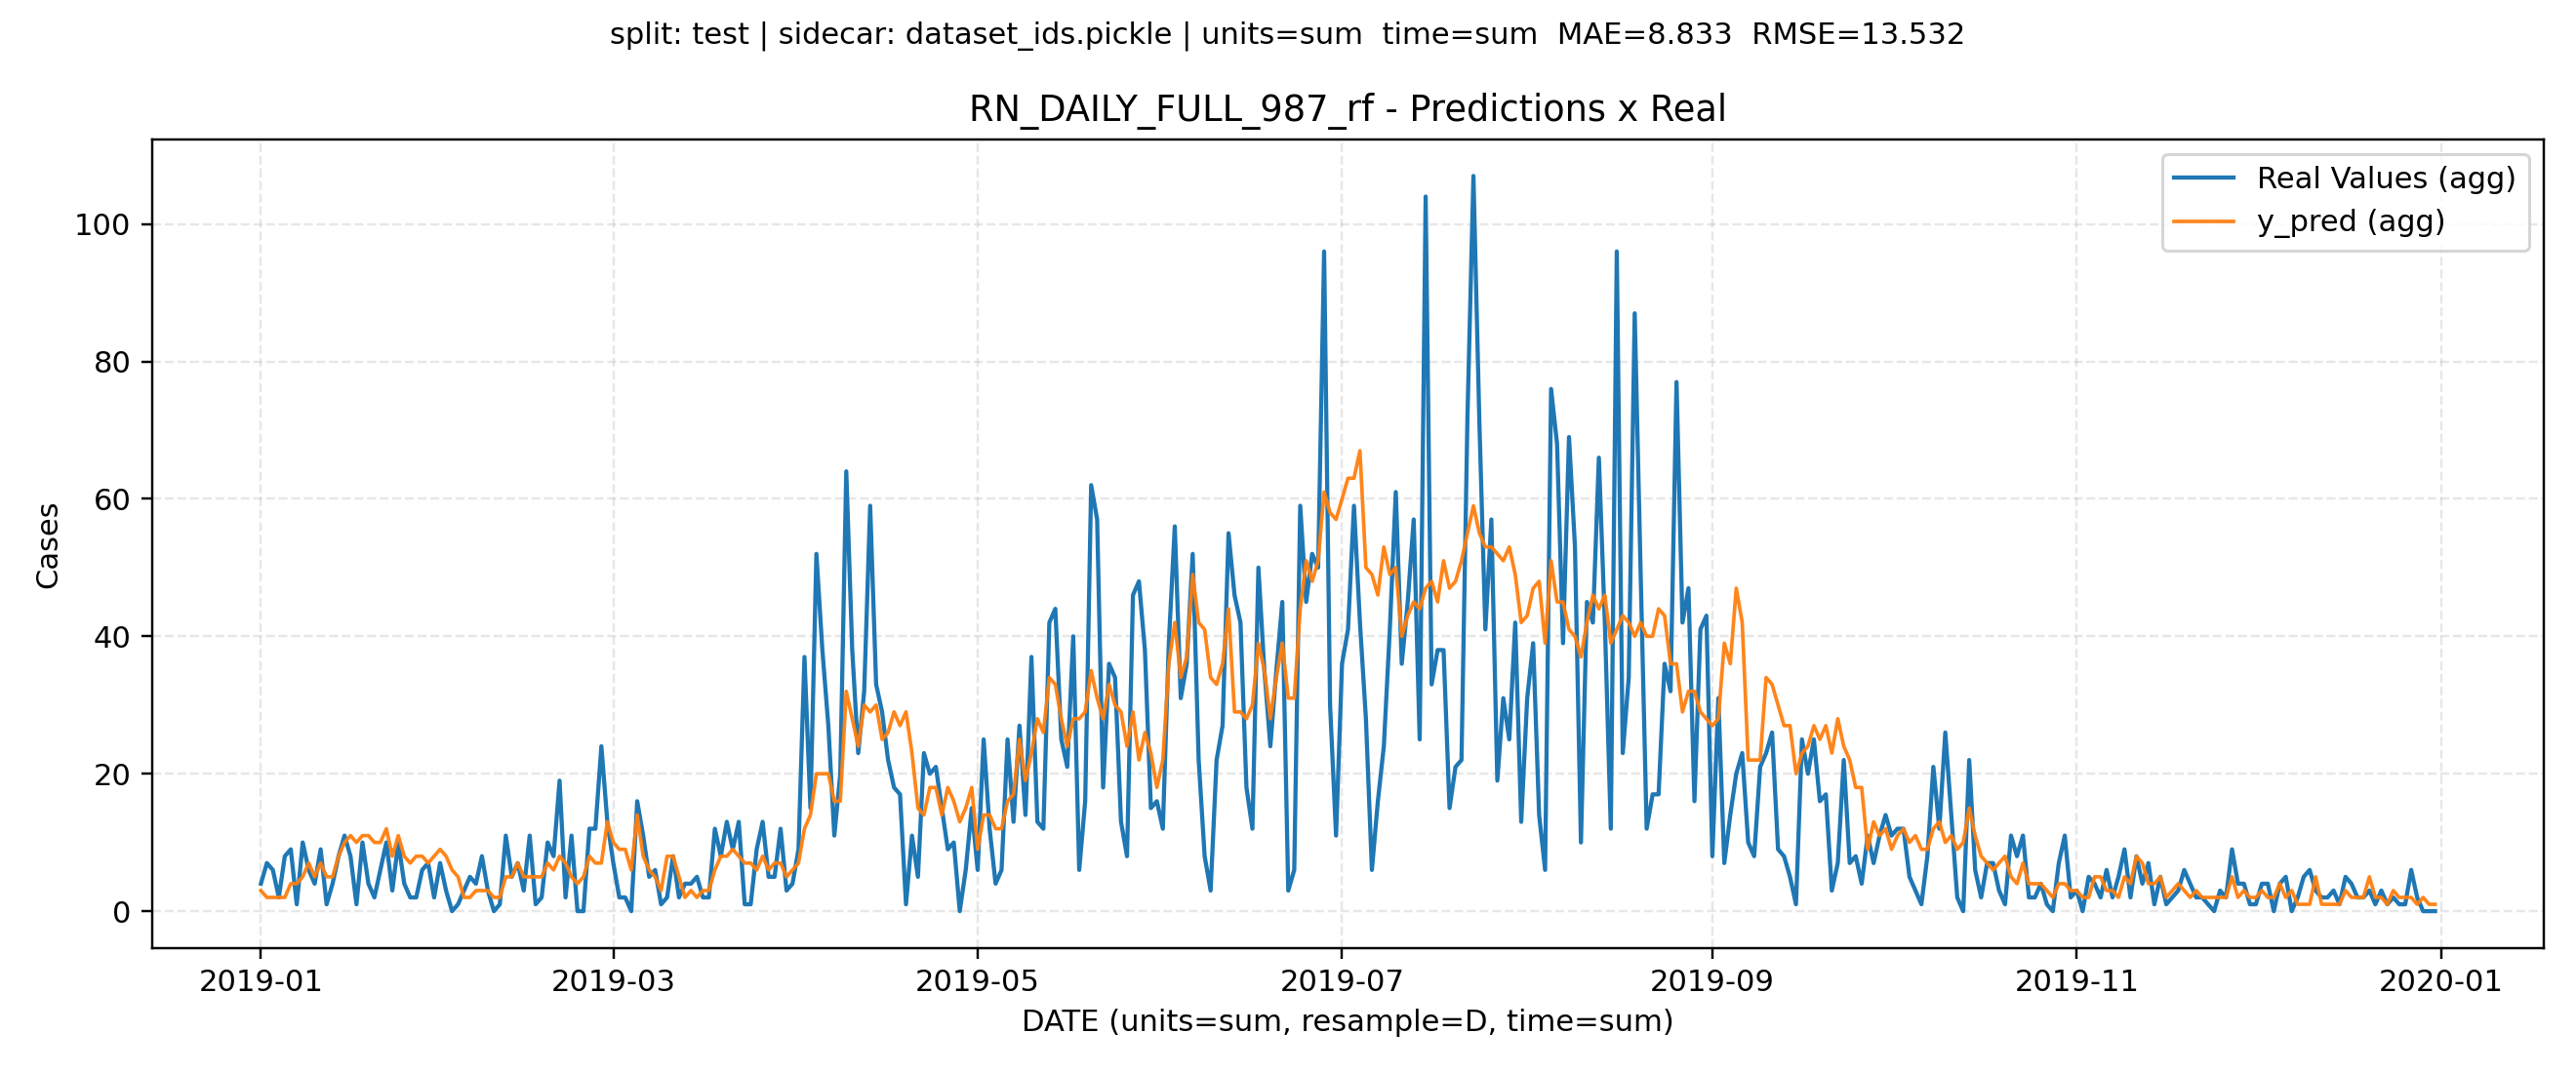 split: test | sidecar: dataset_ids.pickle | units=sum  time=sum  MAE=8.833  RMSE=13.532
RN_DAILY_FULL_987_rf - Predictions x Real
Real Values (agg)
y_pred (agg)
100
80
60
40
20
0
Cases
2019-01
2019-03
2019-05
2019-07
2019-09
2019-11
2020-01
DATE (units=sum, resample=D, time=sum)